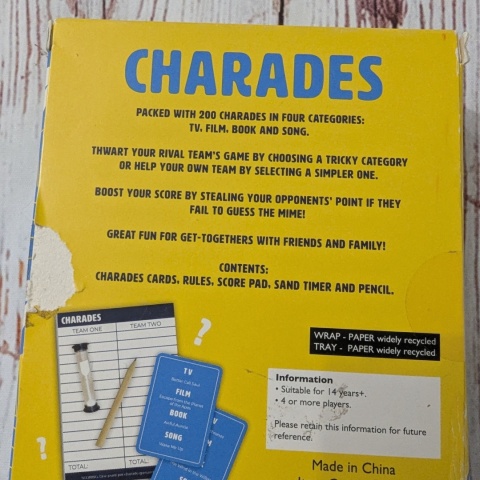 CHARADES
PACKED WITH 200 CHARADES IN FOUR CATEGORIES:
TV, FILM, BOOK AND SONG.
THWART YOUR RIVAL TEAM'S GAME BY CHOOSING A TRICKY CATEGORY
OR HELP YOUR OWN TEAM BY SELECTING A SIMPLER ONE.
BOOST YOUR SCORE BY STEALING YOUR OPPONENTS' POINT IF THEY
FAIL TO GUESS THE MIME!
GREAT FUN FOR GET-TOGETHERS WITH FRIENDS AND FAMILY!
CONTENTS:
CHARADES CARDS, RULES, SCORE PAD, SAND TIMER AND PENCIL.
CHARADES
TEAM ONE TEAM TWO
TOTAL: TOTAL:
TV
Better Call Saul
FILM
BOOK
SONG
WRAP - PAPER widely recycled
TRAY - PAPER widely recycled
Information
• Suitable for 14 years+.
• 4 or more players.
Please retain this information for future
reference.
Made in China